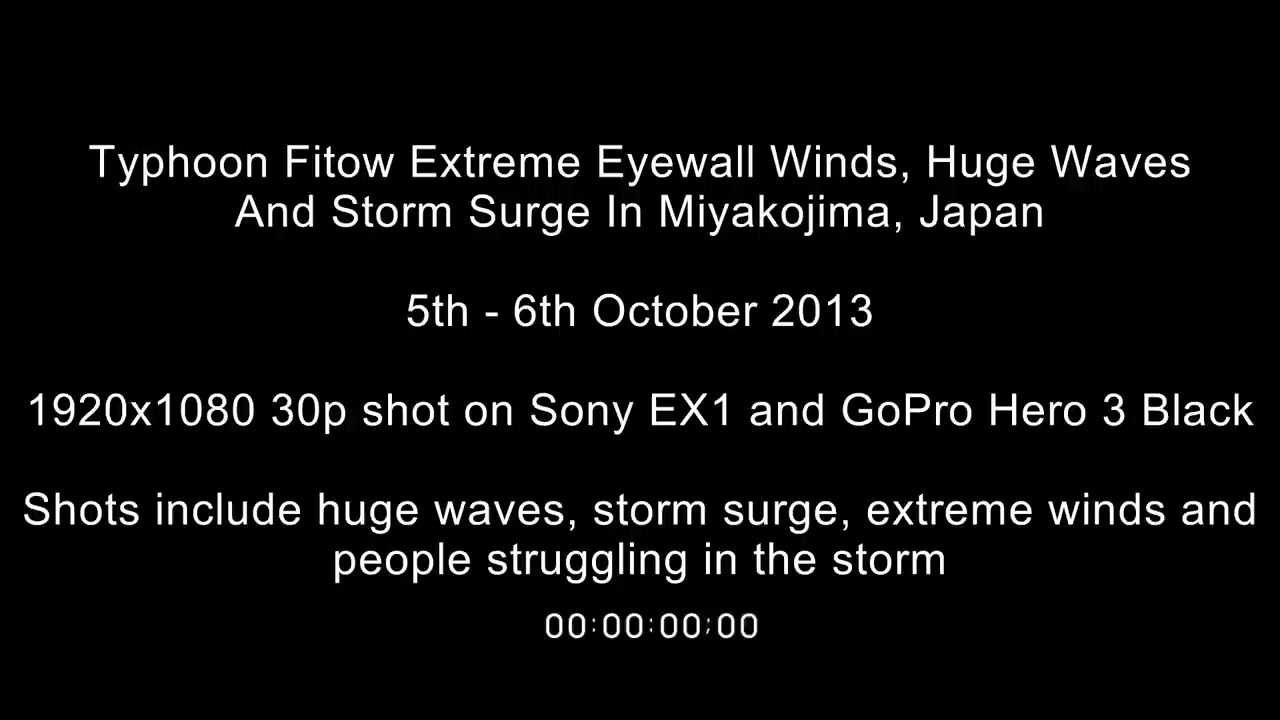 Typhoon Fitow Extreme Eyewall Winds, Huge Waves
And Storm Surge In Miyakojima, Japan
5th - 6th October 2013
1920x1080 30p shot on Sony EX1 and GoPro Hero 3 Black
Shots include huge waves, storm surge, extreme winds and
people struggling in the storm
00:00:00;00